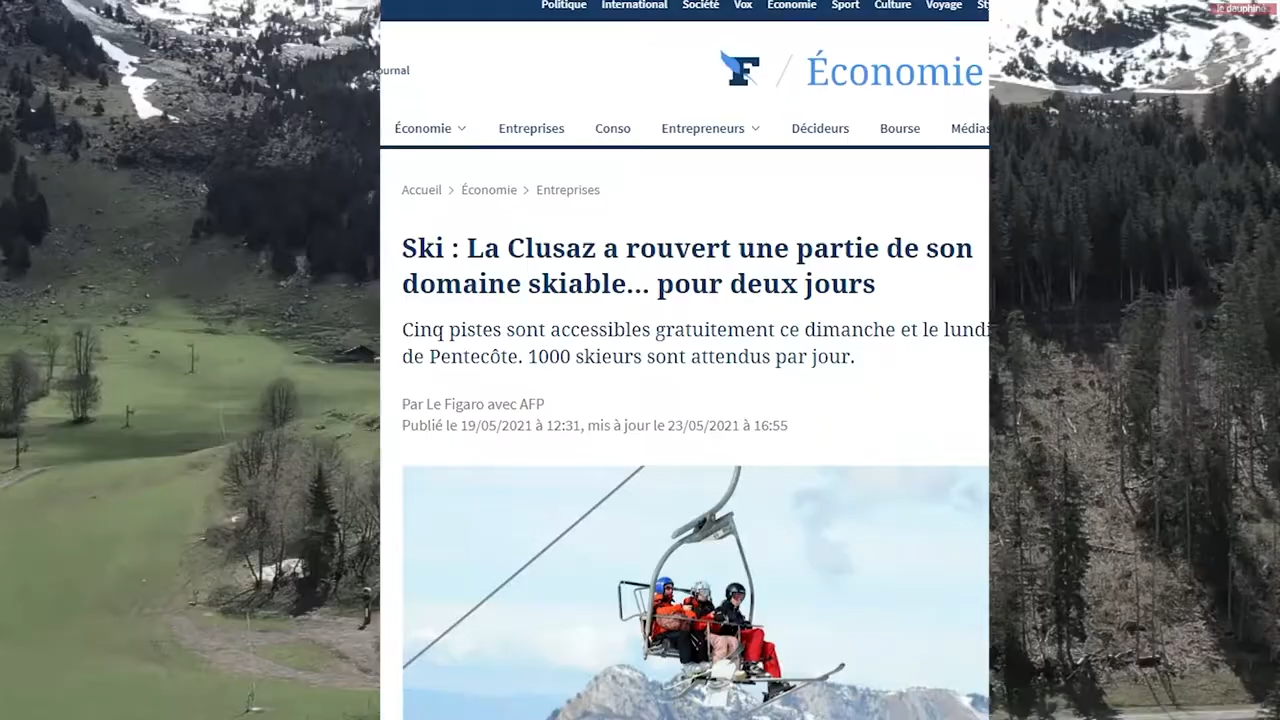 Politique International Société Vox Économie Sport Culture Voyage
le dauphiné
ournal
F / Économie
Économie Entreprises Conso Entrepreneurs Décideurs Bourse Médias
Accueil > Économie > Entreprises
Ski : La Clusaz a rouvert une partie de son
domaine skiable... pour deux jours
Cinq pistes sont accessibles gratuitement ce dimanche et le lundi
de Pentecôte. 1000 skieurs sont attendus par jour.
Par Le Figaro avec AFP
Publié le 19/05/2021 à 12:31, mis à jour le 23/05/2021 à 16:55